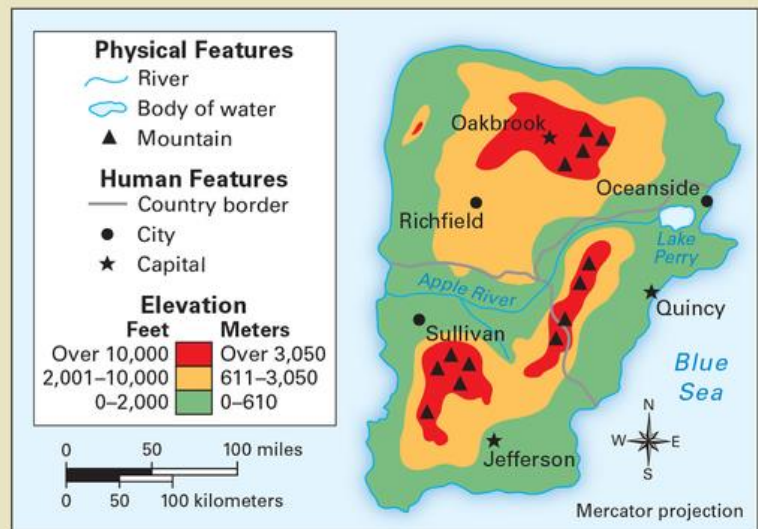 Physical Features
River
Body of water
Mountain
Human Features
Country border
City
Capital
Elevation
Feet Meters
Over 10,000 Over 3,050
2,001–10,000 611–3,050
0–2,000 0–610
0 50 100 miles
0 50 100 kilometers
Oakbrook
Oceanside
Richfield
Lake
Perry
Apple River
Quincy
Sullivan
Blue
Sea
Jefferson
N
W E
S
Mercator projection